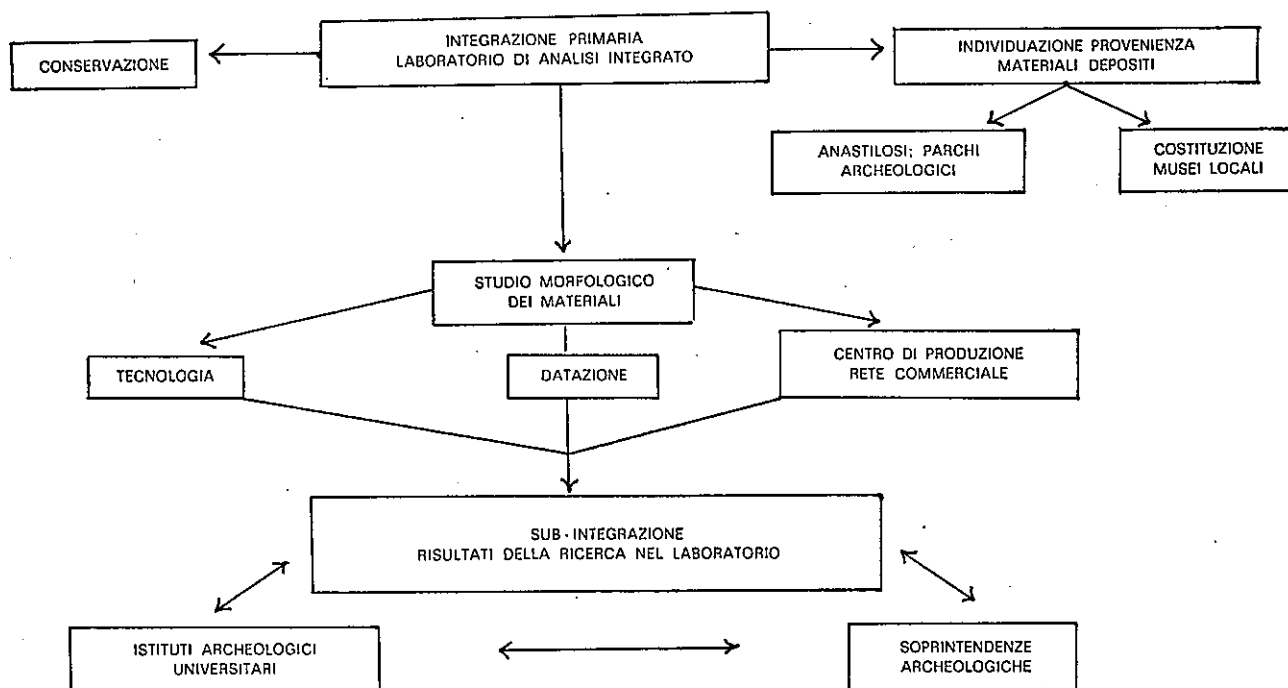 INTEGRAZIONE PRIMARIA
LABORATORIO DI ANALISI INTEGRATO
CONSERVAZIONE
INDIVIDUAZIONE PROVENIENZA
MATERIALI DEPOSITI
ANASTILOSI; PARCHI
ARCHEOLOGICI
COSTITUZIONE
MUSEI LOCALI
STUDIO MORFOLOGICO
DEI MATERIALI
TECNOLOGIA
DATAZIONE
CENTRO DI PRODUZIONE
RETE COMMERCIALE
SUB-INTEGRAZIONE
RISULTATI DELLA RICERCA NEL LABORATORIO
ISTITUTI ARCHEOLOGICI
UNIVERSITARI
SOPRINTENDENZE
ARCHEOLOGICHE